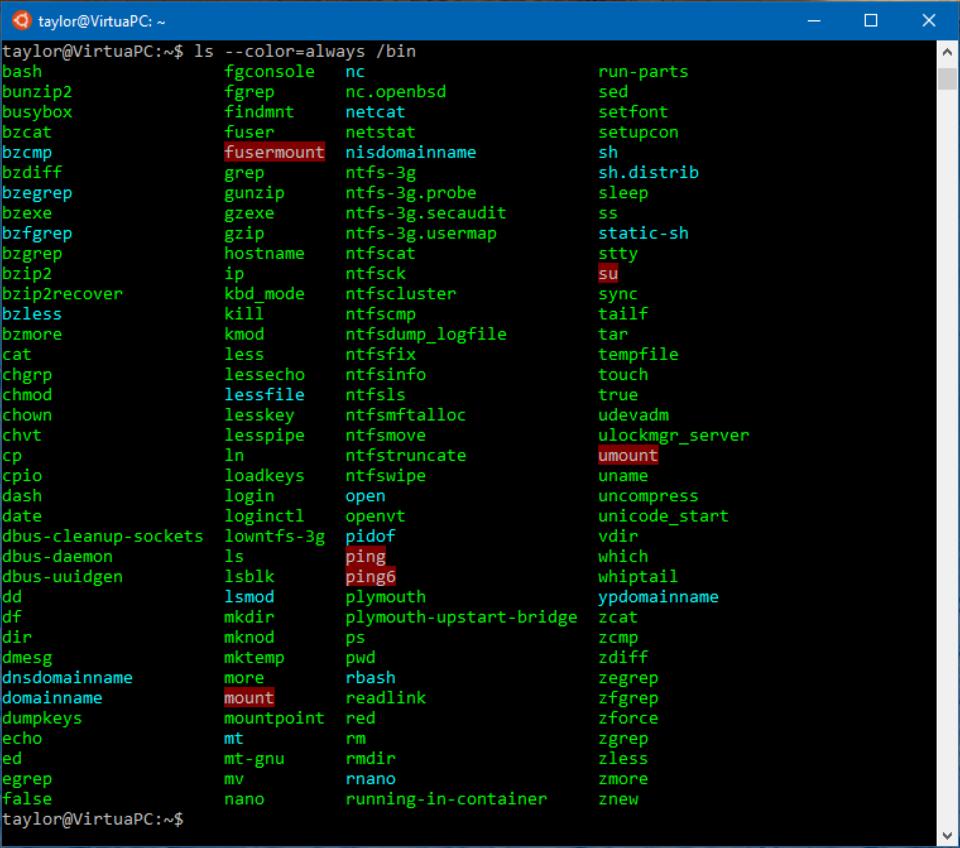 taylor@VirtuaPC: ~
taylor@VirtuaPC:~$ ls --color=always /bin
bash fgconsole nc run-parts
bunzip2 fgrep nc.openbsd sed
busybox findmnt netcat setfont
bzcat fuser netstat setupcon
bzcmp fusermount nisdomainname sh
bzdiff grep ntfs-3g sh.distrib
bzegrep gunzip ntfs-3g.probe sleep
bzexe gzexe ntfs-3g.secaudit ss
bzfgrep gzip ntfs-3g.usermap static-sh
bzgrep hostname ntfscat stty
bzip2 ip ntfsck su
bzip2recover kbd_mode ntfscluster sync
bzless kill ntfscmp tailf
bzmore kmod ntfsdump_logfile tar
cat less ntfsfix tempfile
chgrp lessecho ntfsinfo touch
chmod lessfile ntfsls true
chown lesskey ntfsmftalloc udevadm
chvt lesspipe ntfsmove ulockmgr_server
cp ln ntfstruncate umount
cpio loadkeys ntfswipe uname
dash login open uncompress
date loginctl openvt unicode_start
dbus-cleanup-sockets lowntfs-3g pidof vdir
dbus-daemon ls ping which
dbus-uuidgen lsblk ping6 whiptail
dd lsmod plymouth ypdomainname
df mkdir plymouth-upstart-bridge zcat
dir mknod ps zcmp
dmesg mktemp pwd zdiff
dnsdomainname more rbash zegrep
domainname mount readlink zfgrep
dumpkeys mountpoint red zforce
echo mt rm zgrep
ed mt-gnu rmdir zless
egrep mv rnano zmore
false nano running-in-container znew
taylor@VirtuaPC:~$